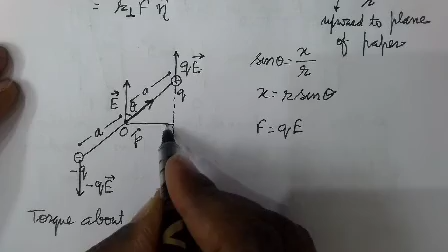 = r⊥ F n̂
upward to plane
of paper
sinθ = x/r
x = r sinθ
F = qE
qE⃗
E⃗
θ
a
q
a
O
p⃗
-q
-qE⃗
Torque about